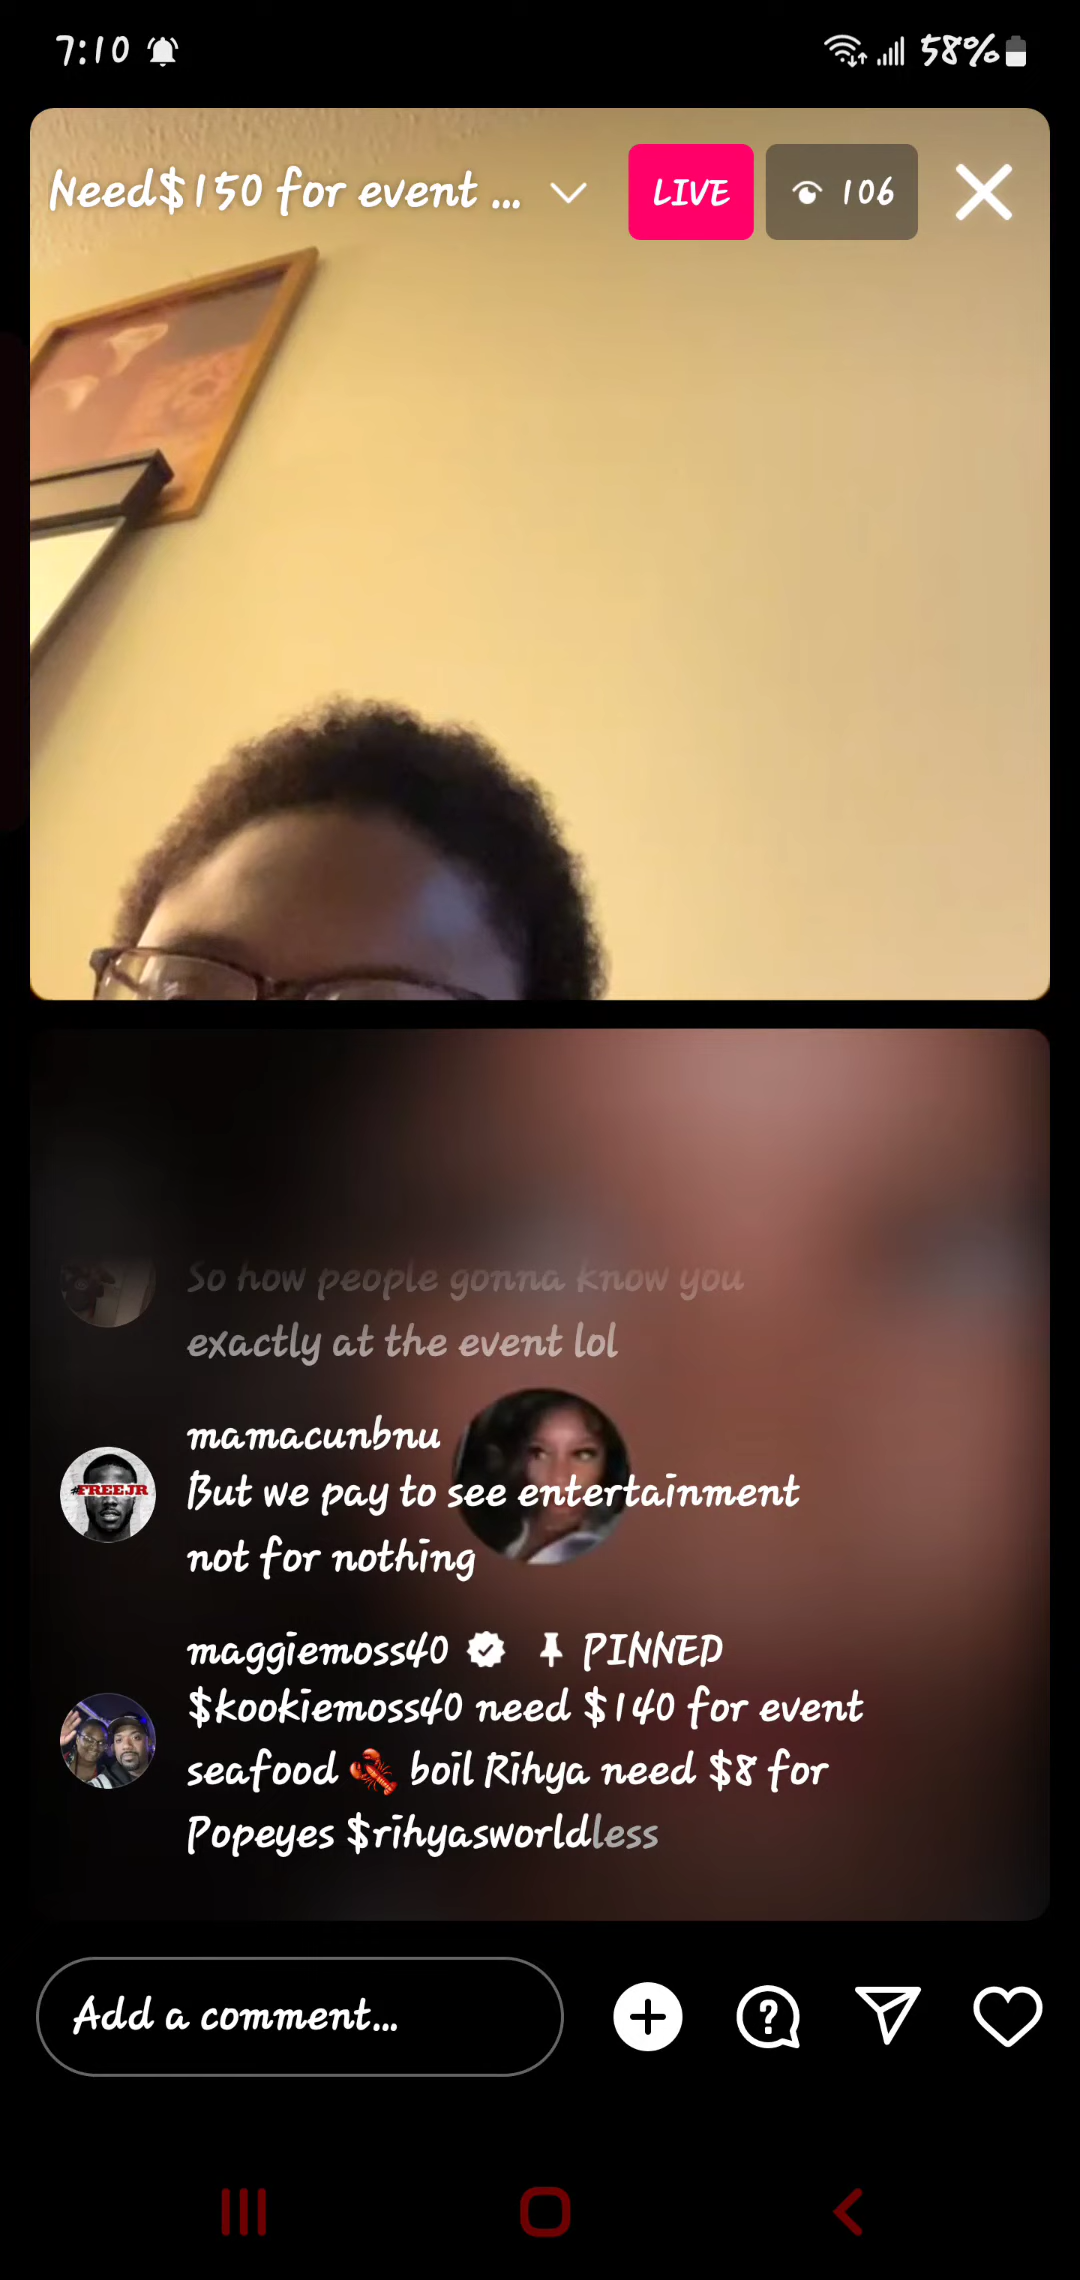 7:10 58%
Need$150 for event ... LIVE 106
So how people gonna know you
exactly at the event lol
mamacunbnu
#FREEJR
But we pay to see entertainment
not for nothing
maggiemoss40 PINNED
$kookiemoss40 need $140 for event
seafood 🦞 boil Rihya need $8 for
Popeyes $rihyasworldless
Add a comment...